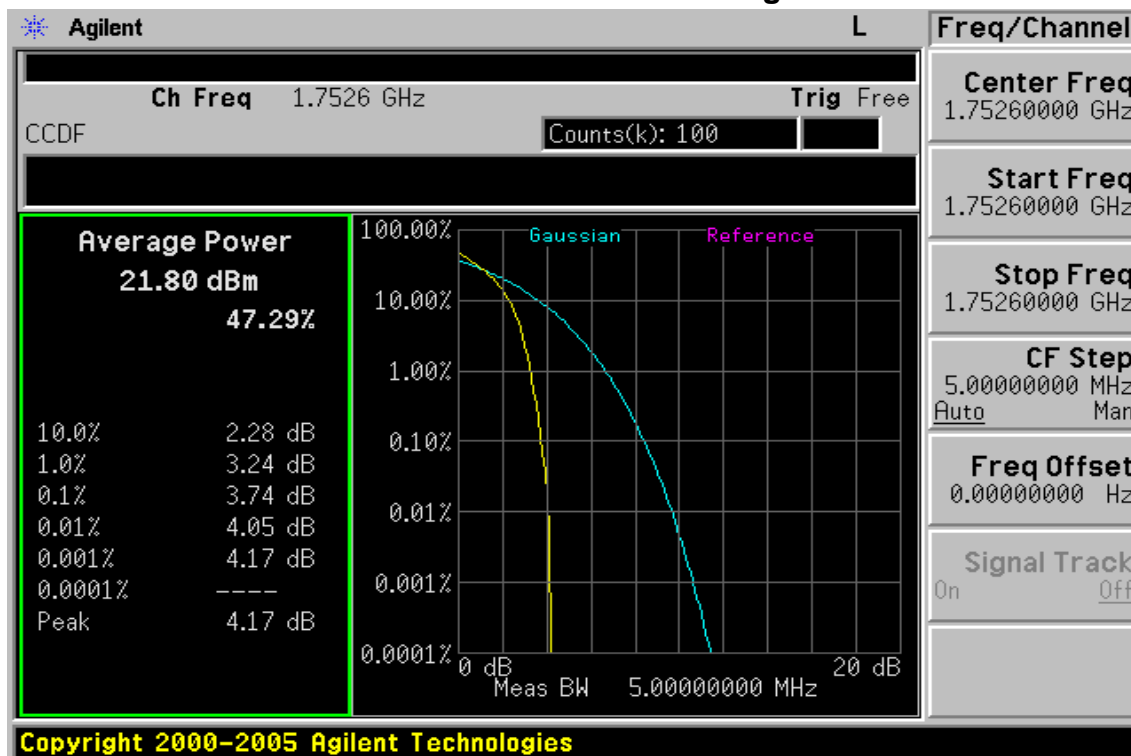 Agilent L Freq/Channel
Ch Freq 1.7526 GHz Trig Free
CCDF Counts(k): 100
Average Power
21.80 dBm
47.29%
10.0% 2.28 dB
1.0% 3.24 dB
0.1% 3.74 dB
0.01% 4.05 dB
0.001% 4.17 dB
0.0001% ----
Peak 4.17 dB
Gaussian Reference
100.00%
10.00%
1.00%
0.10%
0.01%
0.001%
0.0001%
0 dB 20 dB
Meas BW 5.00000000 MHz
Center Freq
1.75260000 GHz
Start Freq
1.75260000 GHz
Stop Freq
1.75260000 GHz
CF Step
5.00000000 MHz
Auto Man
Freq Offset
0.00000000 Hz
Signal Track
On Off
Copyright 2000-2005 Agilent Technologies